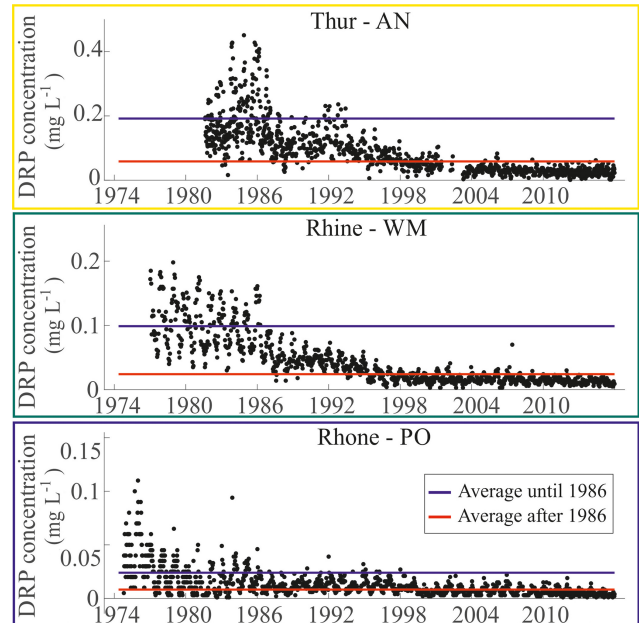 Thur - AN
DRP concentration
(mg L-1)
0.4
0.2
0
1974 1980 1986 1992 1998 2004 2010
Rhine - WM
DRP concentration
(mg L-1)
0.2
0.1
0
1974 1980 1986 1992 1998 2004 2010
Rhone - PO
DRP concentration
(mg L-1)
0.15
0.1
0.05
0
Average until 1986
Average after 1986
1974 1980 1986 1992 1998 2004 2010